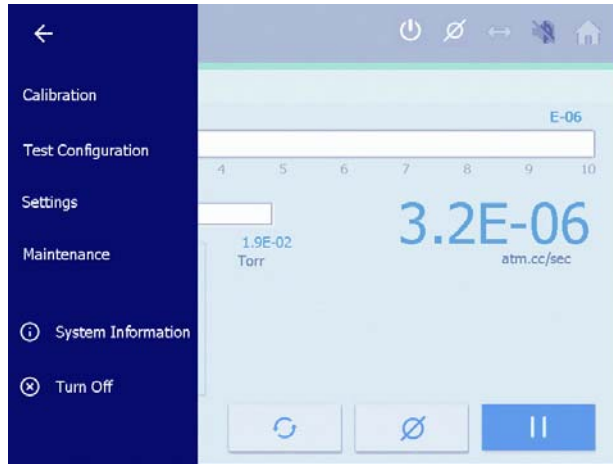 Calibration
Test Configuration
Settings
Maintenance
System Information
Turn Off
E-06
4 5 6 7 8 9 10
3.2E-06
atm.cc/sec
1.9E-02
Torr